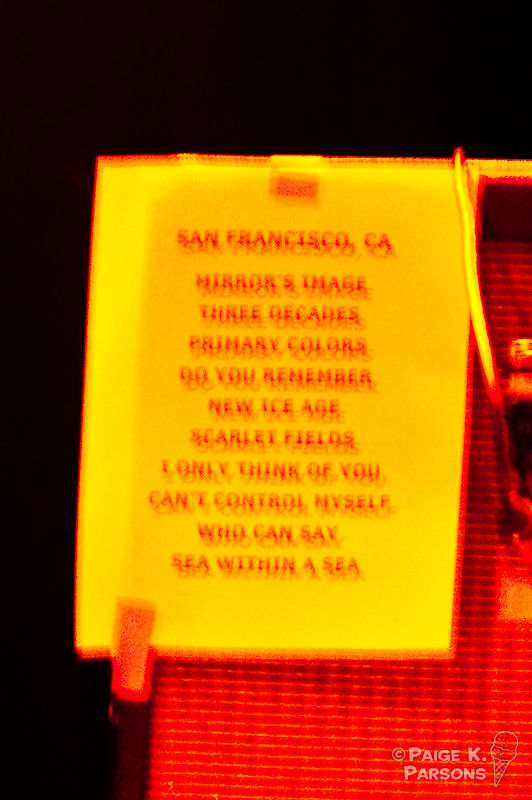 SAN FRANCISCO, CA
MIRROR'S IMAGE
THREE DECADES
PRIMARY COLORS
DO YOU REMEMBER
NEW ICE AGE
SCARLET FIELDS
I ONLY THINK OF YOU
CAN'T CONTROL MYSELF
WHO CAN SAY
SEA WITHIN A SEA
©PAIGE K.
PARSONS